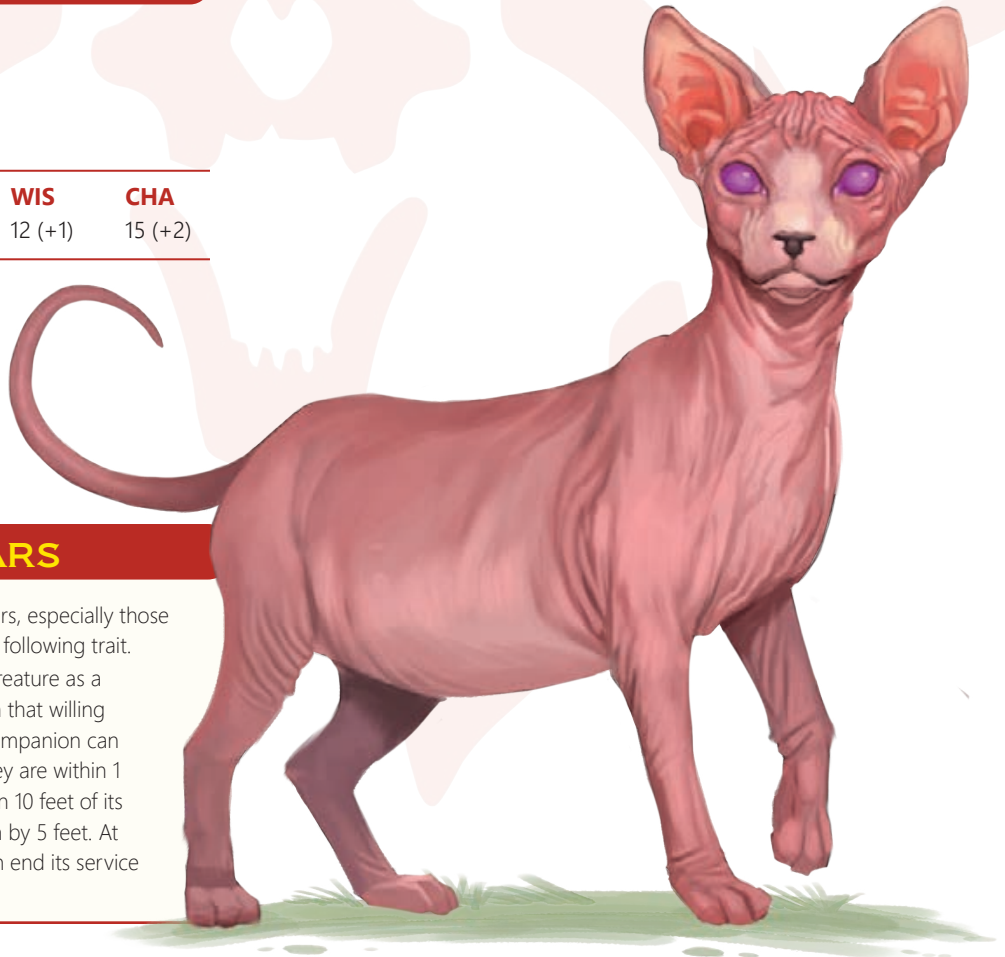 WIS CHA
12 (+1) 15 (+2)
ARS
rs, especially those
following trait.
reature as a
that willing
ompanion can
ey are within 1
n 10 feet of its
by 5 feet. At
end its service